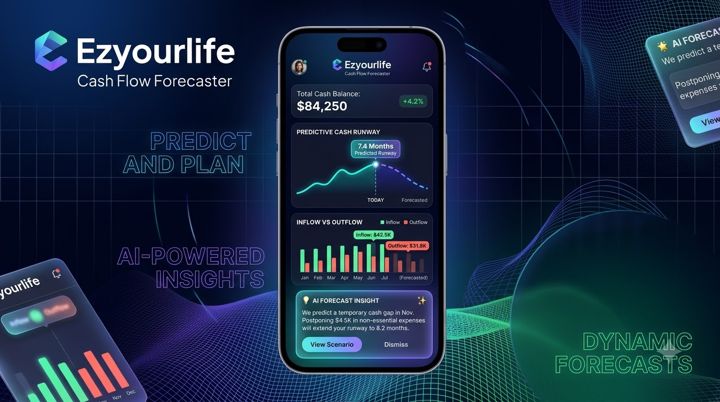 Ezyourlife
Cash Flow Forecaster
PREDICT
AND PLAN
AI-POWERED
INSIGHTS
yourlife
Inflow
Outflow
Nov
Dec
Ezyourlife
Cash Flow Forecaster
Total Cash Balance:
$84,250
+4.2%
PREDICTIVE CASH RUNWAY
7.4 Months
Predicted Runway
TODAY
Forecasted
INFLOW VS OUTFLOW
Inflow
Outflow
Inflow: $42.5K
Outflow: $31.8K
Jan Feb Mar Apr May Jun Jul (Forecasted)
AI FORECAST INSIGHT
We predict a temporary cash gap in Nov.
Postponing $4.5K in non-essential expenses
will extend your runway to 8.2 months.
View Scenario
Dismiss
AI FORECAS
We predict a te
Postponing
expenses
View
DYNAMIC
FORECASTS